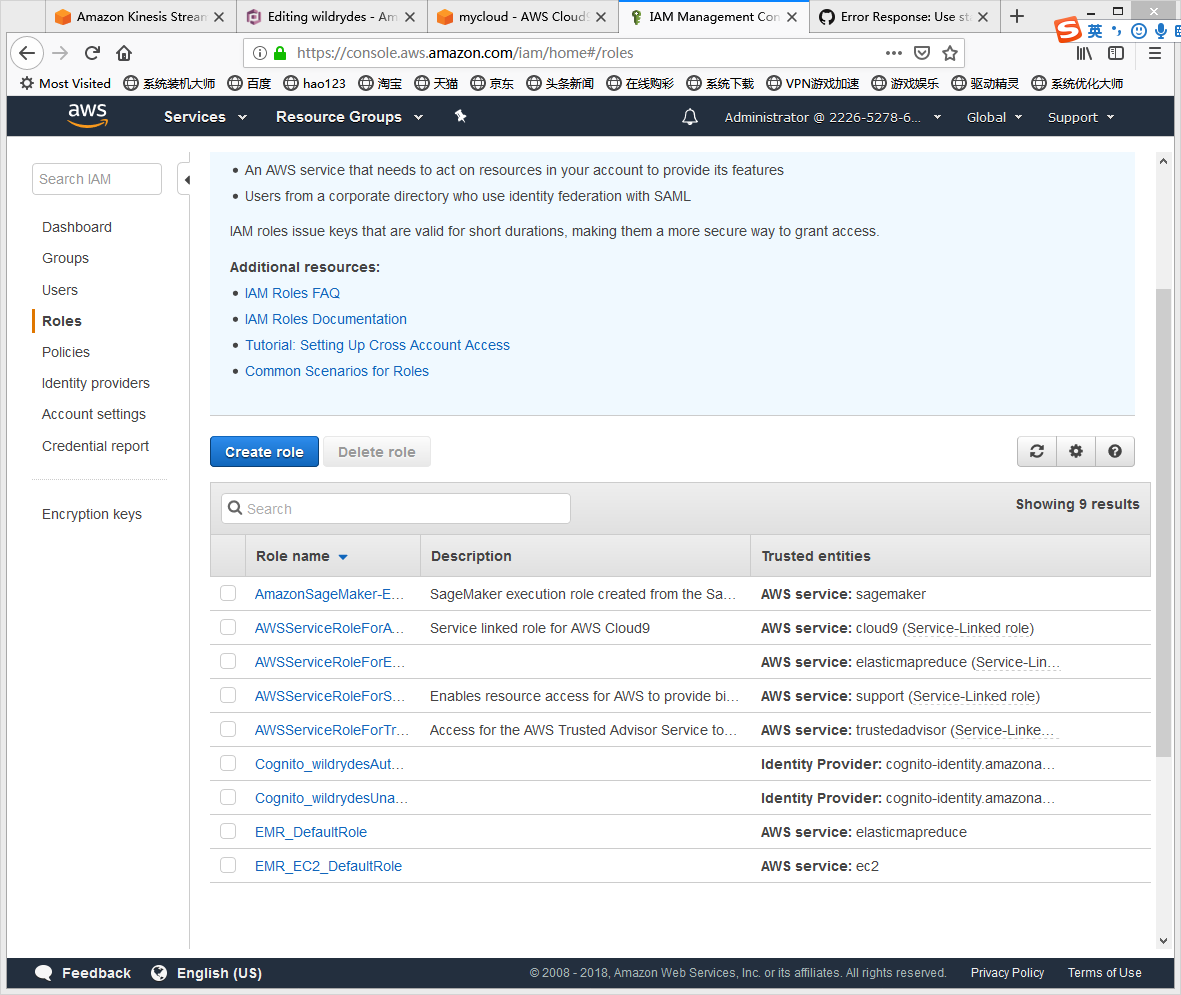 Amazon Kinesis Stream
Editing wildrydes - Am
mycloud - AWS Cloud9
IAM Management Con
Error Response: Use sta
英
https://console.aws.amazon.com/iam/home#/roles
Most Visited
系统装机大师
百度
hao123
淘宝
天猫
京东
头条新闻
在线购彩
系统下载
VPN游戏加速
游戏娱乐
驱动精灵
系统优化大师
aws
Services
Resource Groups
Administrator @ 2226-5278-6...
Global
Support
Search IAM
Dashboard
Groups
Users
Roles
Policies
Identity providers
Account settings
Credential report
Encryption keys
An AWS service that needs to act on resources in your account to provide its features
Users from a corporate directory who use identity federation with SAML
IAM roles issue keys that are valid for short durations, making them a more secure way to grant access.
Additional resources:
IAM Roles FAQ
IAM Roles Documentation
Tutorial: Setting Up Cross Account Access
Common Scenarios for Roles
Create role
Delete role
Search
Showing 9 results
Role name Description Trusted entities
AmazonSageMaker-E... SageMaker execution role created from the Sa... AWS service: sagemaker
AWSServiceRoleForA... Service linked role for AWS Cloud9 AWS service: cloud9 (Service-Linked role)
AWSServiceRoleForE... AWS service: elasticmapreduce (Service-Lin...
AWSServiceRoleForS... Enables resource access for AWS to provide bi... AWS service: support (Service-Linked role)
AWSServiceRoleForTr... Access for the AWS Trusted Advisor Service to... AWS service: trustedadvisor (Service-Linke...
Cognito_wildrydesAut... Identity Provider: cognito-identity.amazona...
Cognito_wildrydesUna... Identity Provider: cognito-identity.amazona...
EMR_DefaultRole AWS service: elasticmapreduce
EMR_EC2_DefaultRole AWS service: ec2
Feedback
English (US)
© 2008 - 2018, Amazon Web Services, Inc. or its affiliates. All rights reserved.
Privacy Policy
Terms of Use